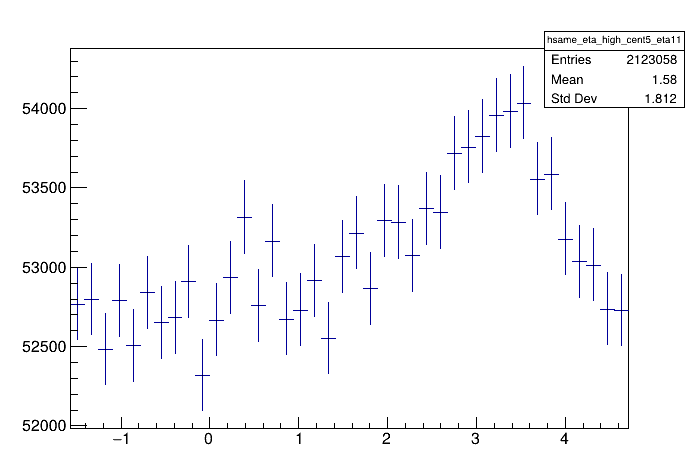 hsame_eta_high_cent5_eta11
Entries 2123058
Mean 1.58
Std Dev 1.812
54000
53500
53000
52500
52000
−1 0 1 2 3 4